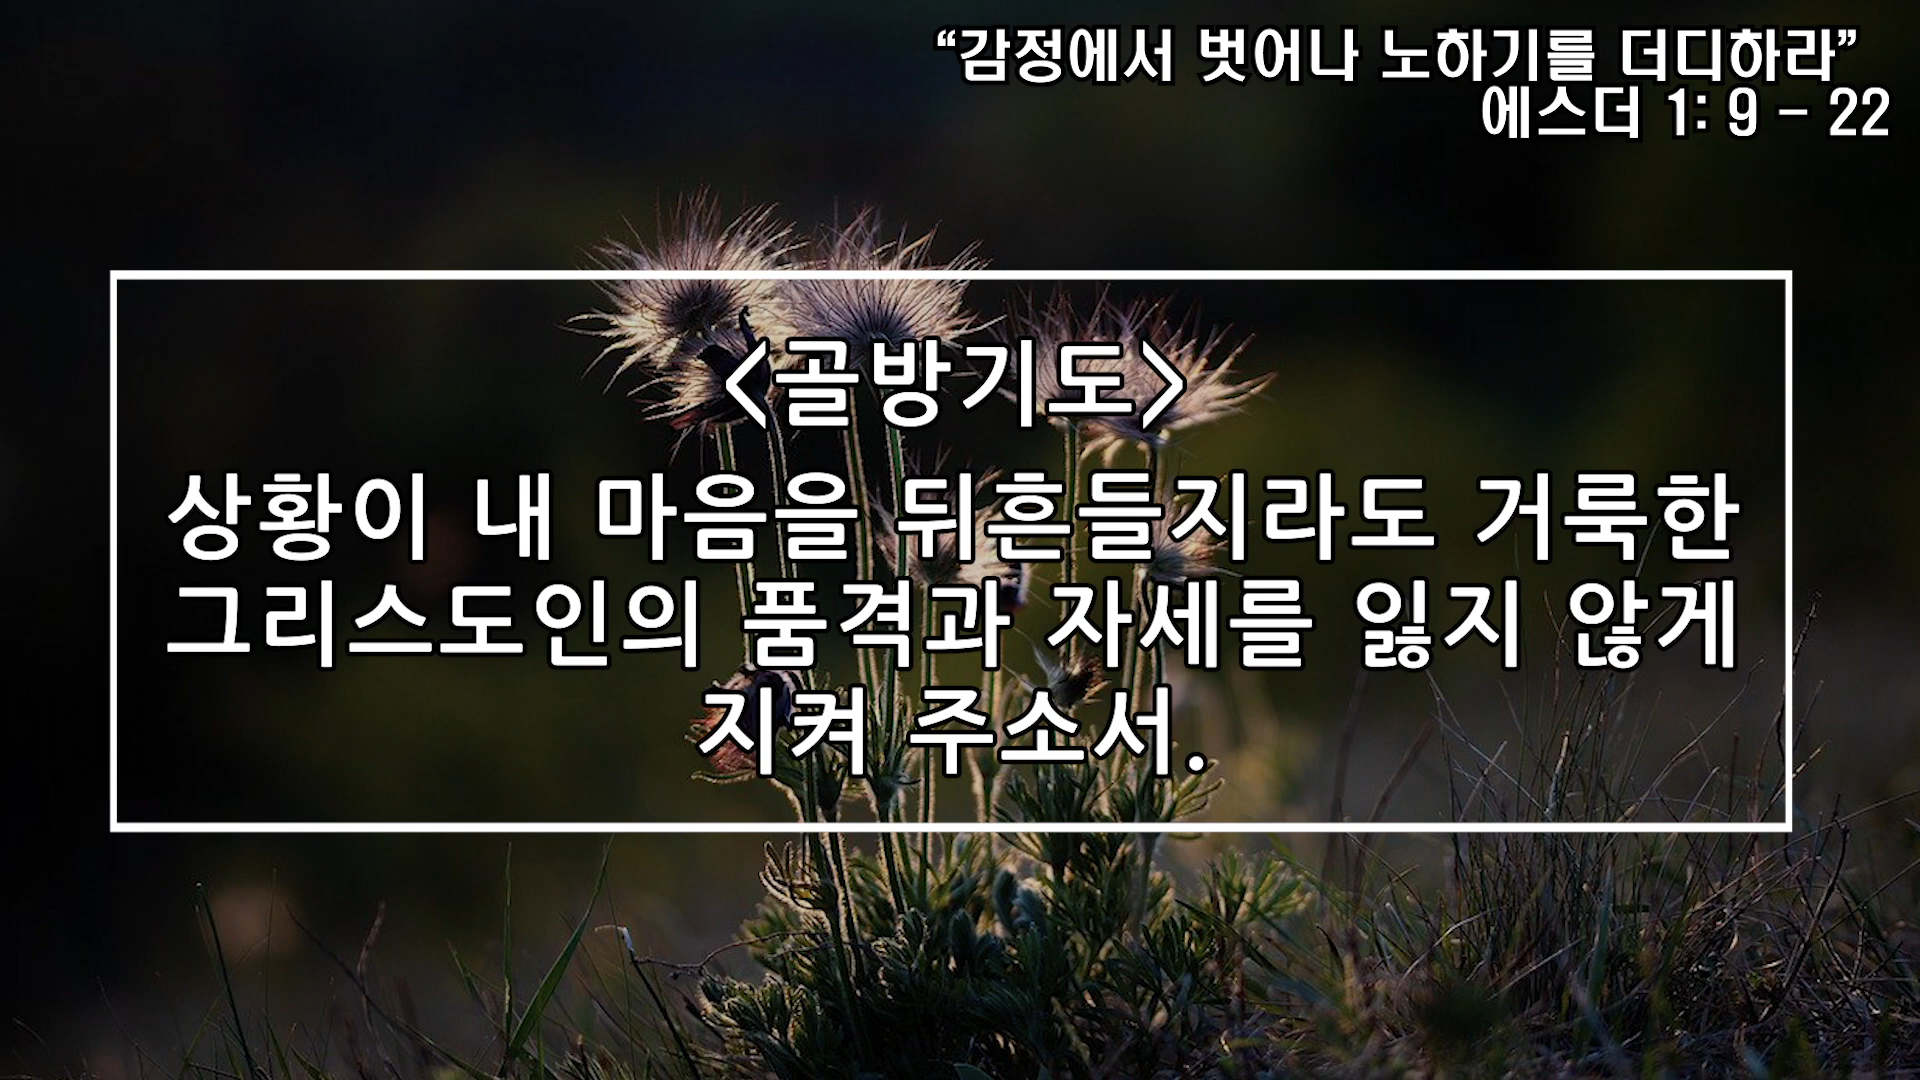 “감정에서 벗어나 노하기를 더디하라”
에스더 1: 9 - 22
<골방기도>
상황이 내 마음을 뒤흔들지라도 거룩한
그리스도인의 품격과 자세를 잃지 않게
지켜 주소서.